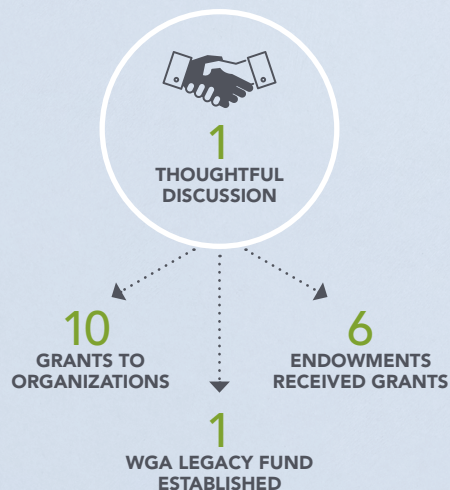 1
THOUGHTFUL
DISCUSSION
10
GRANTS TO
ORGANIZATIONS
6
ENDOWMENTS
RECEIVED GRANTS
1
WGA LEGACY FUND
ESTABLISHED